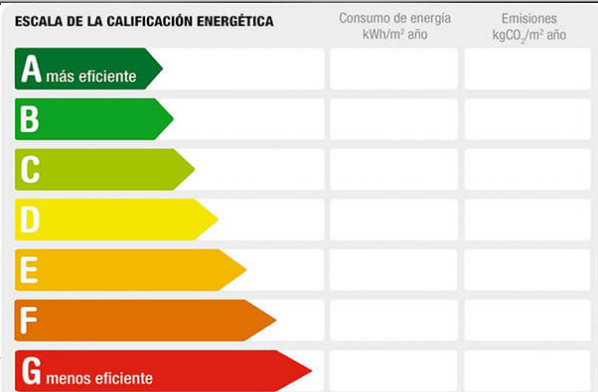 ESCALA DE LA CALIFICACIÓN ENERGÉTICA
Consumo de energía
kWh/m² año
Emisiones
kgCO₂/m² año
A más eficiente
B
C
D
E
F
G menos eficiente